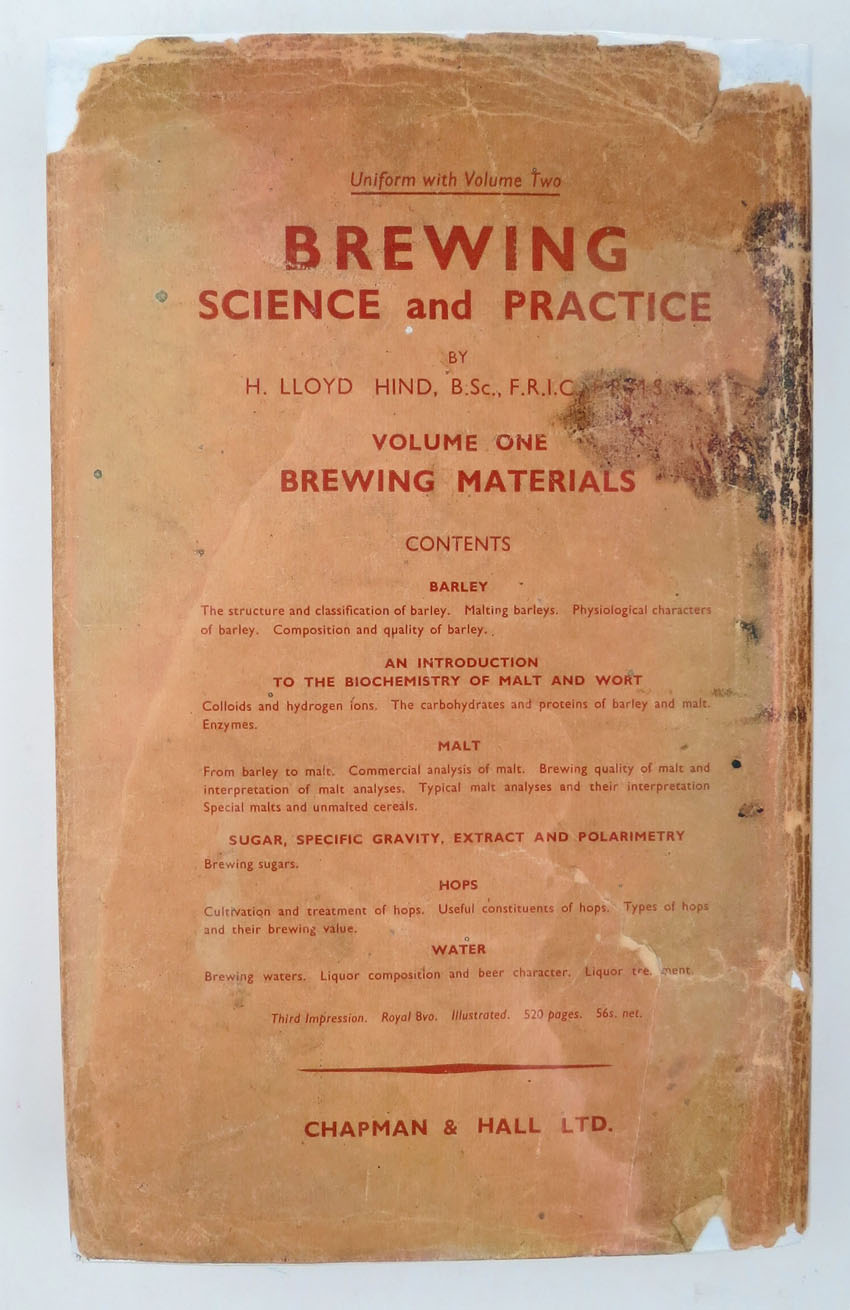 Uniform with Volume Two
BREWING
SCIENCE and PRACTICE
BY
H. LLOYD HIND, B.Sc., F.R.I.C.
VOLUME ONE
BREWING MATERIALS
CONTENTS
BARLEY
The structure and classification of barley. Malting barleys. Physiological characters
of barley. Composition and quality of barley.
AN INTRODUCTION
TO THE BIOCHEMISTRY OF MALT AND WORT
Colloids and hydrogen ions. The carbohydrates and proteins of barley and malt.
Enzymes.
MALT
From barley to malt. Commercial analysis of malt. Brewing quality of malt and
interpretation of malt analyses. Typical malt analyses and their interpretation
Special malts and unmalted cereals.
SUGAR, SPECIFIC GRAVITY, EXTRACT AND POLARIMETRY
Brewing sugars.
HOPS
Cultivation and treatment of hops. Useful constituents of hops. Types of hops
and their brewing value.
WATER
Brewing waters. Liquor composition and beer character. Liquor
Third Impression. Royal 8vo. Illustrated. 520 pages. 56s. net.
CHAPMAN & HALL LTD.